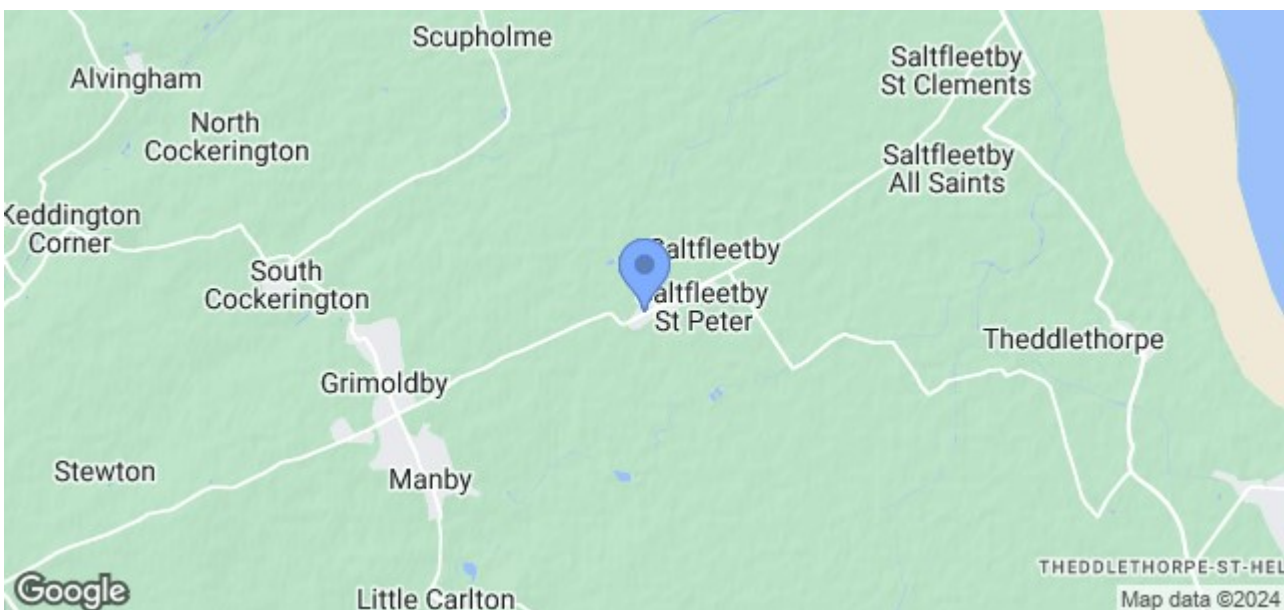 Scupholme
Saltfleetby
St Clements
Alvingham
North
Cockerington
Saltfleetby
All Saints
Keddington
Corner
Saltfleetby
South
Cockerington
altfleetby
St Peter
Theddlethorpe
Grimoldby
Stewton
Manby
THEDDLETHORPE-ST-HEL
Google
Little Carlton
Map data ©2024